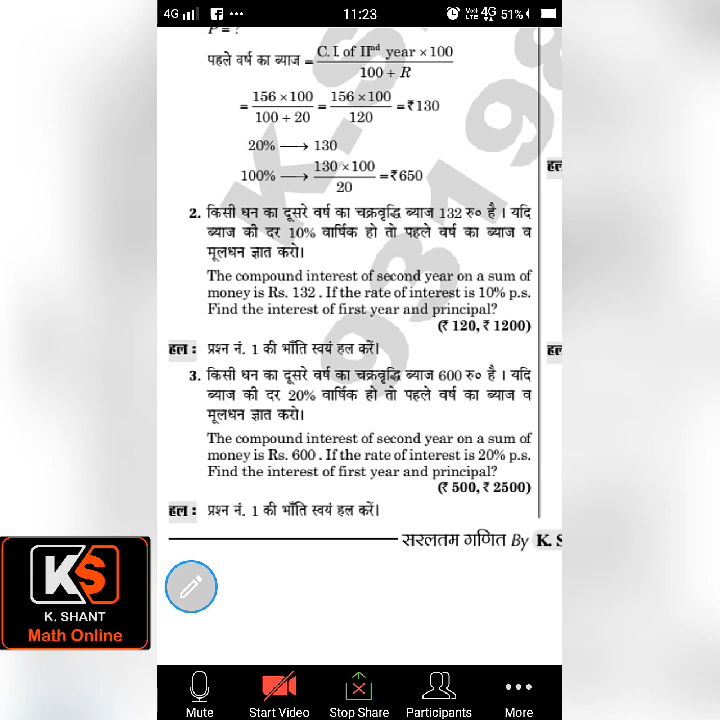 4G 11:23 VoLTE 4G 51%
P = ?
पहले वर्ष का ब्याज = C.I. of IInd year × 100 / 100 + R
= 156 × 100 / 100 + 20 = 156 × 100 / 120 = ₹130
20% ⟶ 130
100% ⟶ 130 × 100 / 20 = ₹650
2. किसी धन का दूसरे वर्ष का चक्रवृद्धि ब्याज 132 रु० है । यदि
ब्याज की दर 10% वार्षिक हो तो पहले वर्ष का ब्याज व
मूलधन ज्ञात करो।
The compound interest of second year on a sum of
money is Rs. 132 . If the rate of interest is 10% p.s.
Find the interest of first year and principal?
(₹ 120, ₹ 1200)
हल : प्रश्न नं. 1 की भाँति स्वयं हल करें।
3. किसी धन का दूसरे वर्ष का चक्रवृद्धि ब्याज 600 रु० है । यदि
ब्याज की दर 20% वार्षिक हो तो पहले वर्ष का ब्याज व
मूलधन ज्ञात करो।
The compound interest of second year on a sum of
money is Rs. 600 . If the rate of interest is 20% p.s.
Find the interest of first year and principal?
(₹ 500, ₹ 2500)
हल : प्रश्न नं. 1 की भाँति स्वयं हल करें।
सरलतम गणित By K. S
हल
हल
KS
K. SHANT
Math Online
Mute Start Video Stop Share Participants More